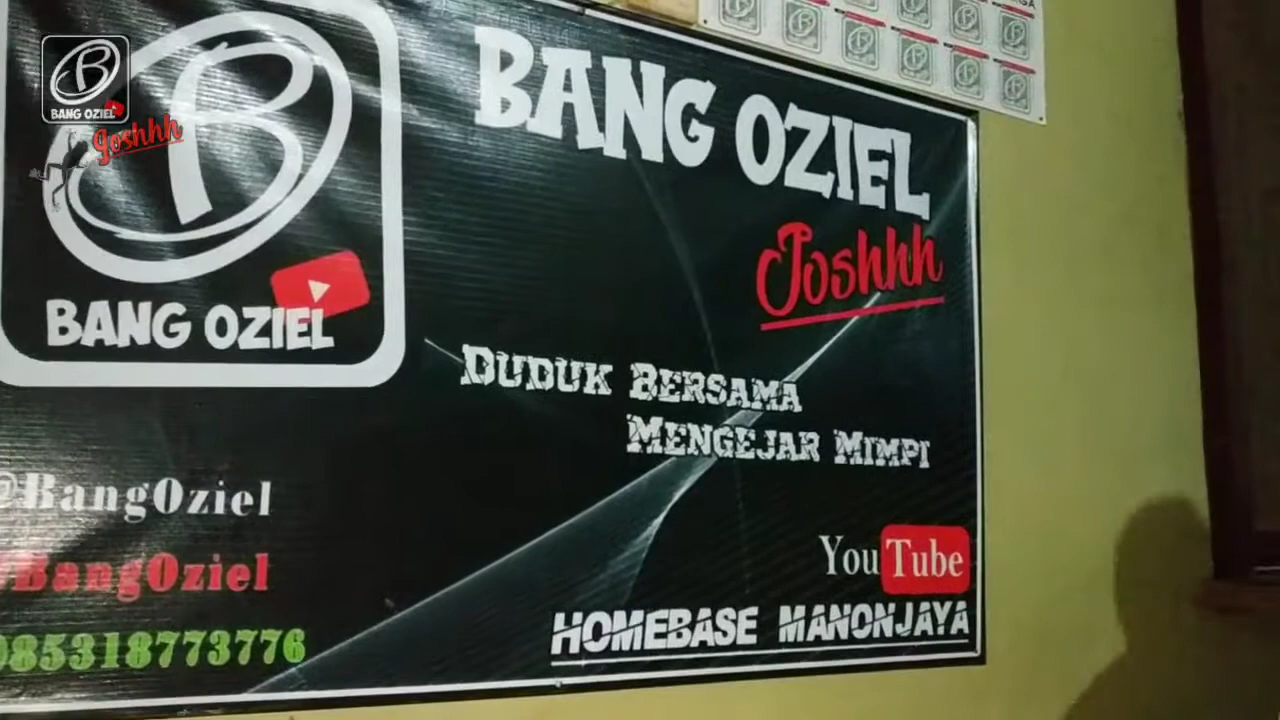 BANG OZIEL
Joshhh
BANG OZIEL
BANG OZIEL
Joshhh
DUDUK BERSAMA
MENGEJAR MIMPI
@BangOziel
BangOziel
085318773776
YouTube
HOMEBASE MANONJAYA